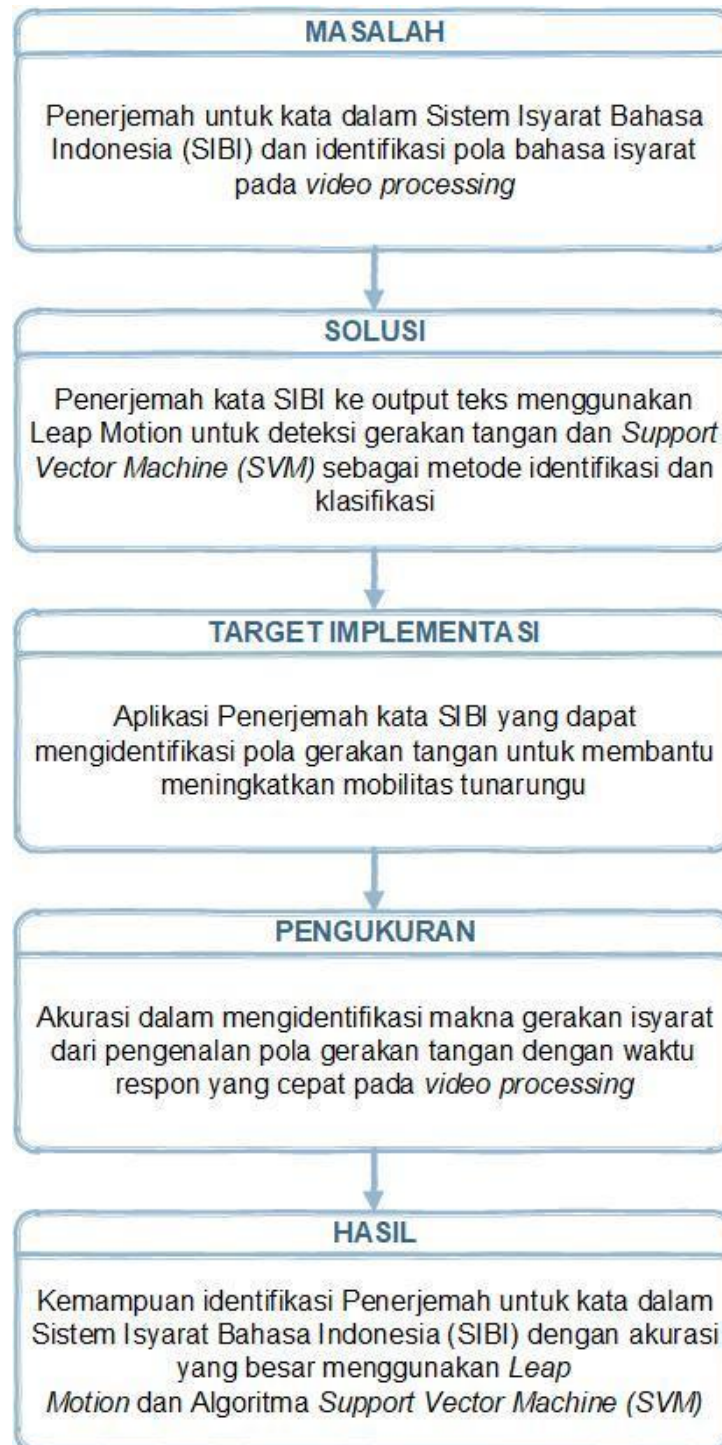 MASALAH
Penerjemah untuk kata dalam Sistem Isyarat Bahasa
Indonesia (SIBI) dan identifikasi pola bahasa isyarat
pada video processing
SOLUSI
Penerjemah kata SIBI ke output teks menggunakan
Leap Motion untuk deteksi gerakan tangan dan Support
Vector Machine (SVM) sebagai metode identifikasi dan
klasifikasi
TARGET IMPLEMENTASI
Aplikasi Penerjemah kata SIBI yang dapat
mengidentifikasi pola gerakan tangan untuk membantu
meningkatkan mobilitas tunarungu
PENGUKURAN
Akurasi dalam mengidentifikasi makna gerakan isyarat
dari pengenalan pola gerakan tangan dengan waktu
respon yang cepat pada video processing
HASIL
Kemampuan identifikasi Penerjemah untuk kata dalam
Sistem Isyarat Bahasa Indonesia (SIBI) dengan akurasi
yang besar menggunakan Leap
Motion dan Algoritma Support Vector Machine (SVM)